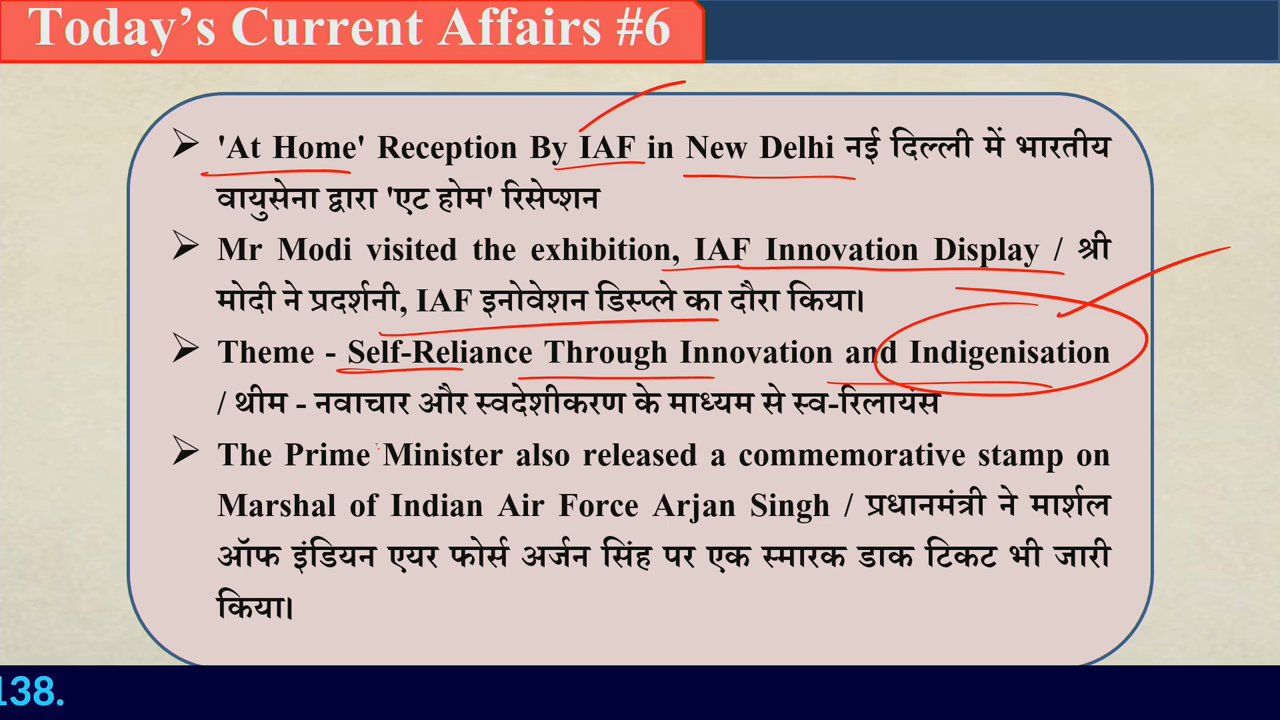 Today's Current Affairs #6
➢ 'At Home' Reception By IAF in New Delhi नई दिल्ली में भारतीय
वायुसेना द्वारा 'एट होम' रिसेप्शन
➢ Mr Modi visited the exhibition, IAF Innovation Display / श्री
मोदी ने प्रदर्शनी, IAF इनोवेशन डिस्प्ले का दौरा किया।
➢ Theme - Self-Reliance Through Innovation and Indigenisation
/ थीम - नवाचार और स्वदेशीकरण के माध्यम से स्व-रिलायंस
➢ The Prime Minister also released a commemorative stamp on
Marshal of Indian Air Force Arjan Singh / प्रधानमंत्री ने मार्शल
ऑफ इंडियन एयर फोर्स अर्जन सिंह पर एक स्मारक डाक टिकट भी जारी
किया।
138.